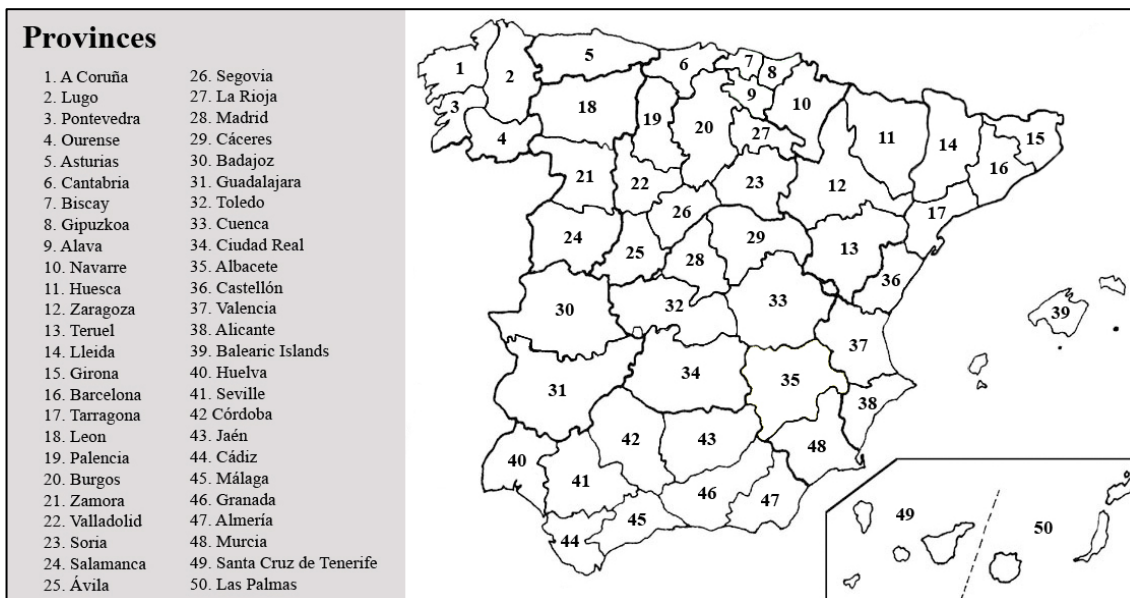 Provinces
1. A Coruña
2. Lugo
3. Pontevedra
4. Ourense
5. Asturias
6. Cantabria
7. Biscay
8. Gipuzkoa
9. Alava
10. Navarre
11. Huesca
12. Zaragoza
13. Teruel
14. Lleida
15. Girona
16. Barcelona
17. Tarragona
18. Leon
19. Palencia
20. Burgos
21. Zamora
22. Valladolid
23. Soria
24. Salamanca
25. Ávila
26. Segovia
27. La Rioja
28. Madrid
29. Cáceres
30. Badajoz
31. Guadalajara
32. Toledo
33. Cuenca
34. Ciudad Real
35. Albacete
36. Castellón
37. Valencia
38. Alicante
39. Balearic Islands
40. Huelva
41. Seville
42 Córdoba
43. Jaén
44. Cádiz
45. Málaga
46. Granada
47. Almería
48. Murcia
49. Santa Cruz de Tenerife
50. Las Palmas
1
2
3
4
5
6
7
8
9
10
11
12
13
14
15
16
17
18
19
20
21
22
23
24
25
26
27
28
29
30
31
32
33
34
35
36
37
38
39
40
41
42
43
44
45
46
47
48
49
50